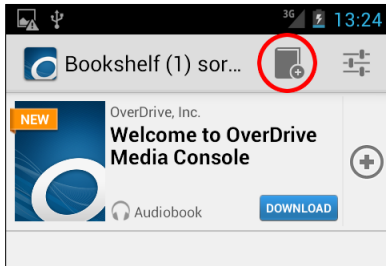 3G 13:24
Bookshelf (1) sor...
NEW
OverDrive, Inc.
Welcome to OverDrive
Media Console
Audiobook
DOWNLOAD